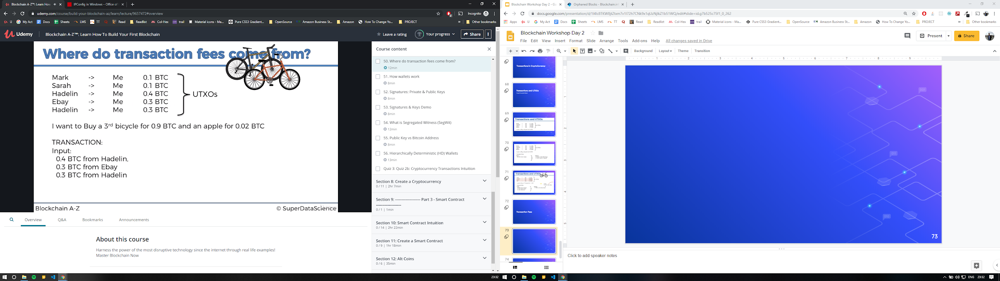 Blockchain A-Z™: Learn How
IPConfig in Windows – Office of
udemy.com/course/build-your-blockchain-az/learn/lecture/9657472#overview
Incognito
U
My Act
Docs
Sheets
LMS
TT
Q
Read
Readlist
Col-Hex
trail
Material icons - Ma...
Pure CSS3 Gradient...
OpenSource
Amazon Business St...
Amazon
How To Change Yo...
PROJECT
Other bookmarks
Udemy
Blockchain A-Z™: Learn How To Build Your First Blockchain
Leave a rating
Your progress
Share
Where do transaction fees come from?
Mark -> Me 0.1 BTC
Sarah -> Me 0.1 BTC
Hadelin -> Me 0.4 BTC
Ebay -> Me 0.3 BTC
Hadelin -> Me 0.3 BTC
UTXOs
I want to Buy a 3rd bicycle for 0.9 BTC and an apple for 0.02 BTC
TRANSACTION:
Input:
0.4 BTC from Hadelin,
0.3 BTC from Ebay
0.3 BTC from Hadelin
Blockchain A-Z
© SuperDataScience
Course content
50. Where do transaction fees come from?
12min
51. How wallets work
8min
52. Signatures: Private & Public Keys
8min
53. Signatures & Keys Demo
8min
54. What is Segregated Witness (SegWit)
12min
55. Public Key vs Bitcoin Address
8min
56. Hierarchically Deterministic (HD) Wallets
13min
Quiz 3: Quiz 2b: Cryptocurrency Transactions Intuition
Section 8: Create a Cryptocurrency
0 / 11 | 2hr 7min
Section 9: -------------------- Part 3 - Smart Contract
--------------------
0 / 1 | 1min
Section 10: Smart Contract Intuition
0 / 14 | 2hr 22min
Section 11: Create a Smart Contract
0 / 9 | 1hr 18min
Section 12: Alt Coins
0 / 6 | 35min
Overview
Q&A
Bookmarks
Announcements
About this course
Harness the power of the most disruptive technology since the internet through real life examples!
Master Blockchain Now
23:32
Blockchain Workshop Day 2 - Go
Orphaned Blocks - Blockchain.in
docs.google.com/presentation/d/1l4lc8TKW8jtZtxm7v1l72h7CNk9x1qUzNjlkZ1b51WQ/edit#slide=id.g7b525c75f1_0_262
Apps
U
My Act
Docs
Sheets
LMS
TT
Q
Read
Readlist
Col-Hex
trail
Material icons - Ma...
Pure CSS3 Gradient...
OpenSource
Amazon Business St...
Amazon
How To Change Yo...
PROJECT
Other bookmarks
Blockchain Workshop Day 2
File Edit View Insert Format Slide Arrange Tools Add-ons Help
All changes saved in Drive
Present
Share
Background
Layout
Theme
Transition
1 2 3 4 5 6 7 8 9
1
2
3
4
5
Transactions in CryptoCurrency
68
Transactions and UTXOs
69
Transactions and UTXOs
70
71
Transactions and UTXOs
72
Transaction Fees
73
74
001
011
010
73
Click to add speaker notes
ENG
23:32